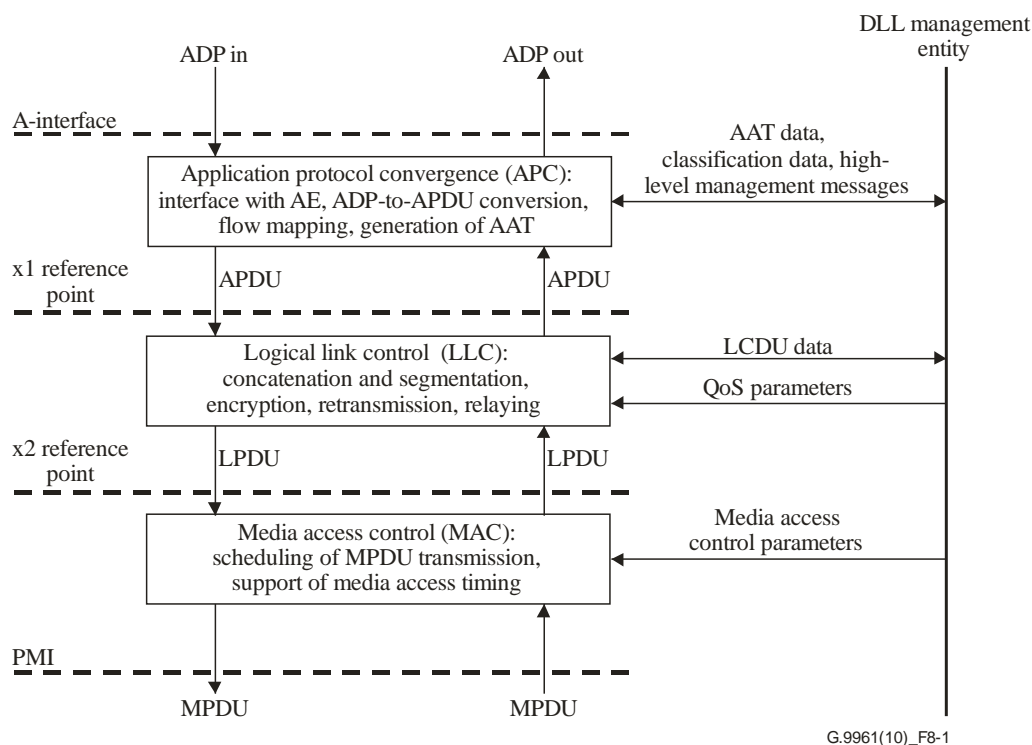 DLL management
entity
ADP in
ADP out
A-interface
AAT data,
classification data, high-
level management messages
Application protocol convergence (APC):
interface with AE, ADP-to-APDU conversion,
flow mapping, generation of AAT
x1 reference
point
APDU
APDU
Logical link control (LLC):
concatenation and segmentation,
encryption, retransmission, relaying
LCDU data
QoS parameters
x2 reference
point
LPDU
LPDU
Media access control (MAC):
scheduling of MPDU transmission,
support of media access timing
Media access
control parameters
PMI
MPDU
MPDU
G.9961(10)_F8-1